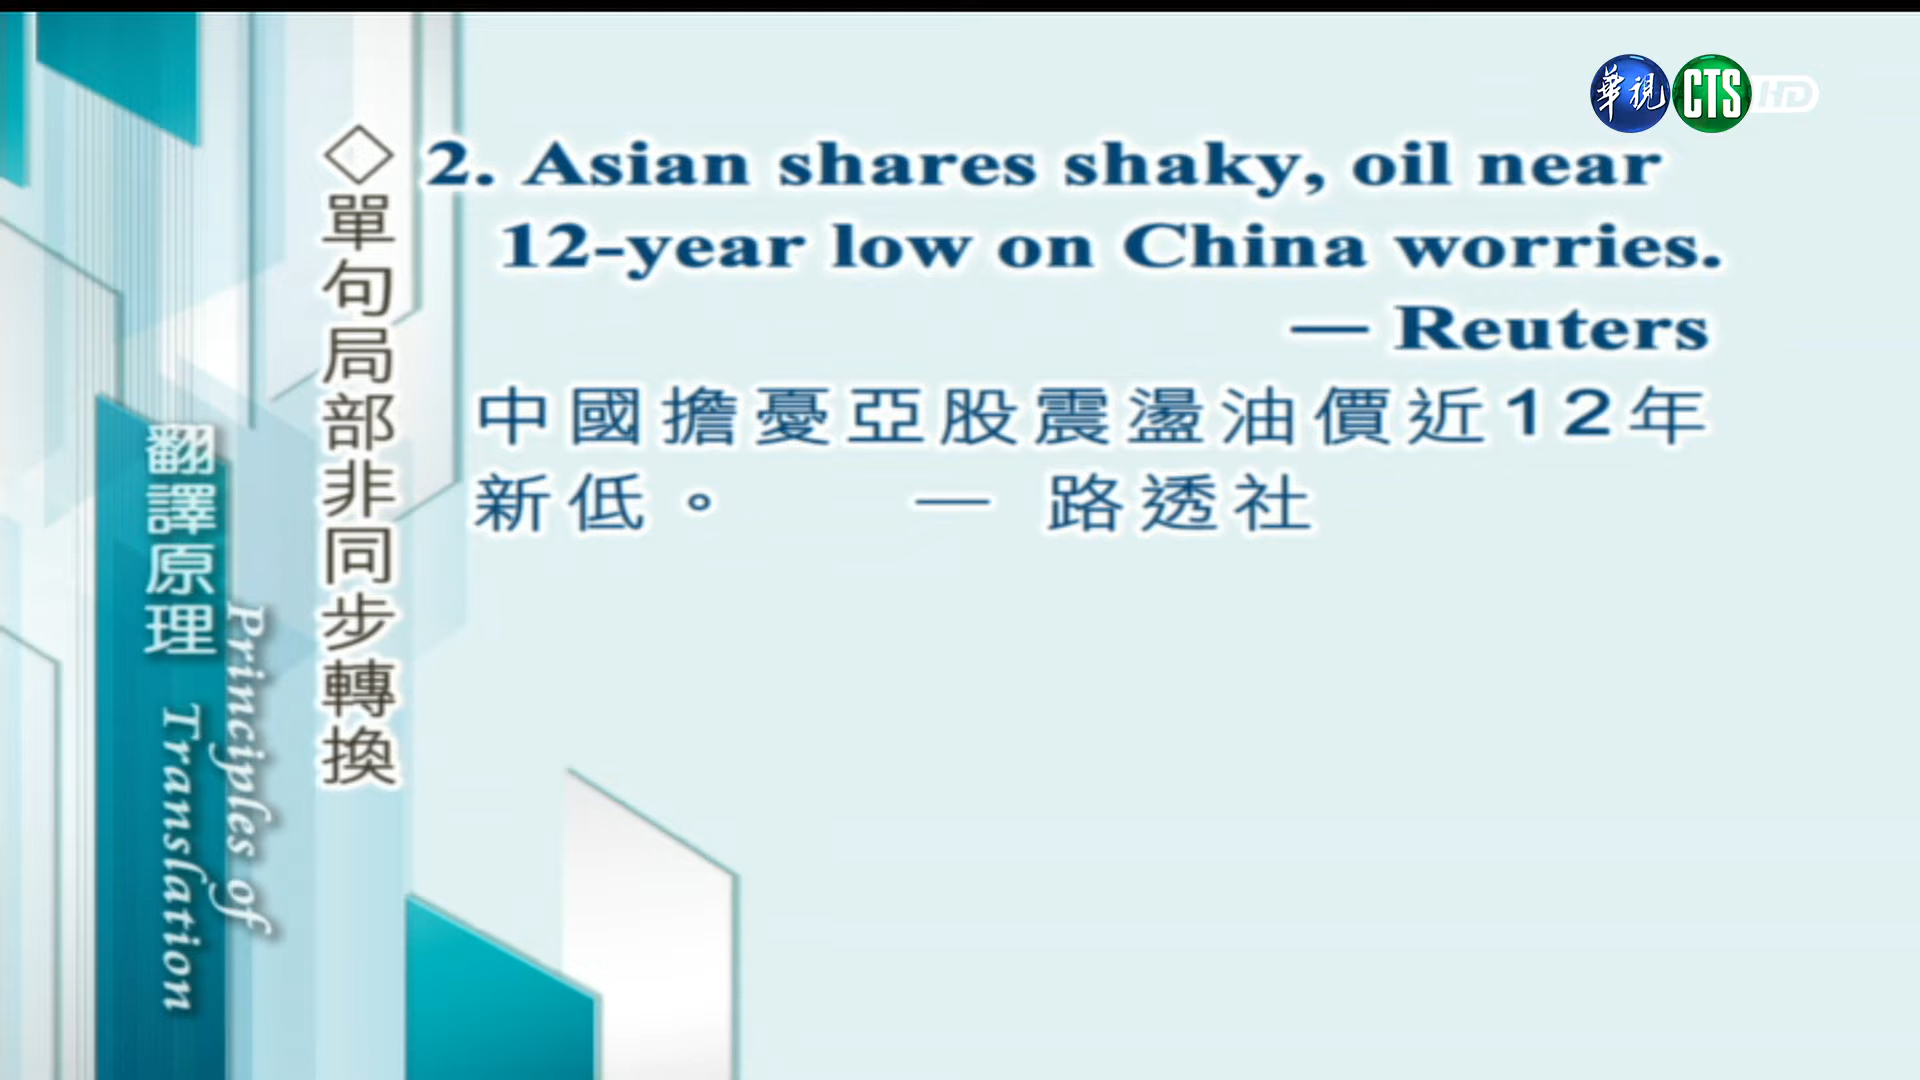 華視 CTS HD
◇單句局部非同步轉換
2. Asian shares shaky, oil near
12-year low on China worries.
— Reuters
中國擔憂亞股震盪油價近12年
新低。 — 路透社
翻譯原理
Principles of
Translation